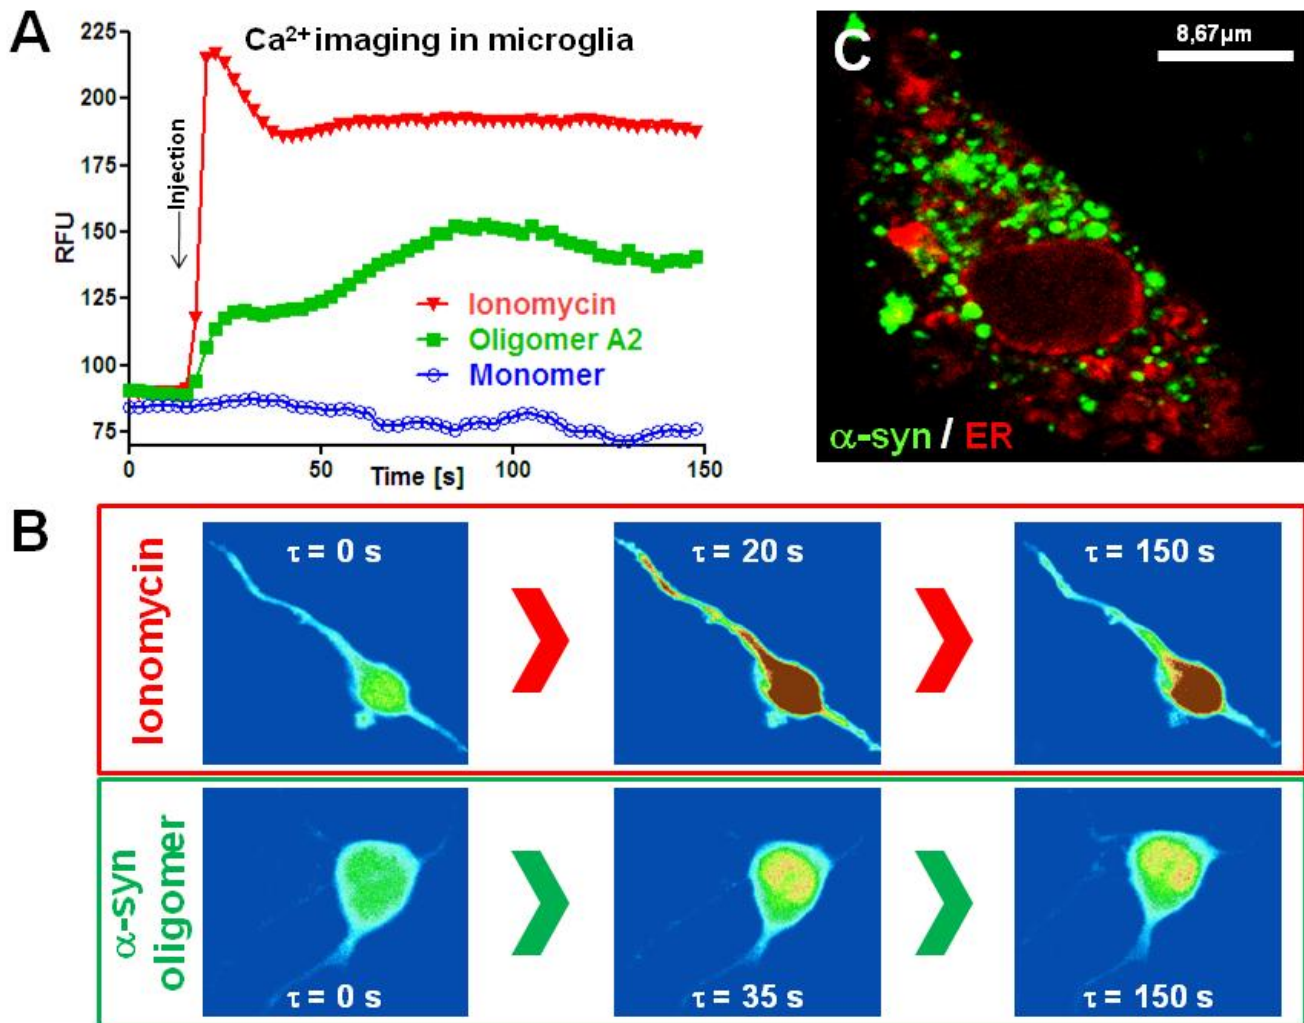 A
Ca²⁺ imaging in microglia
225
200
175
150
125
100
75
RFU
Injection
Ionomycin
Oligomer A2
Monomer
0
50
100
150
Time [s]
C
8,67µm
α-syn / ER
B
Ionomycin
τ = 0 s
τ = 20 s
τ = 150 s
α-syn
oligomer
τ = 0 s
τ = 35 s
τ = 150 s